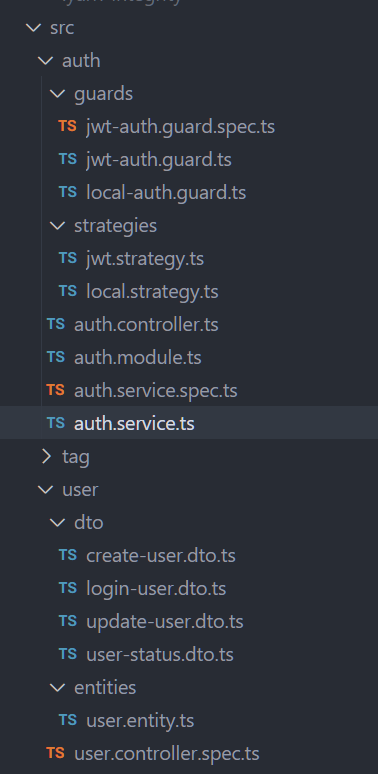 src
auth
guards
TS jwt-auth.guard.spec.ts
TS jwt-auth.guard.ts
TS local-auth.guard.ts
strategies
TS jwt.strategy.ts
TS local.strategy.ts
TS auth.controller.ts
TS auth.module.ts
TS auth.service.spec.ts
TS auth.service.ts
tag
user
dto
TS create-user.dto.ts
TS login-user.dto.ts
TS update-user.dto.ts
TS user-status.dto.ts
entities
TS user.entity.ts
TS user.controller.spec.ts